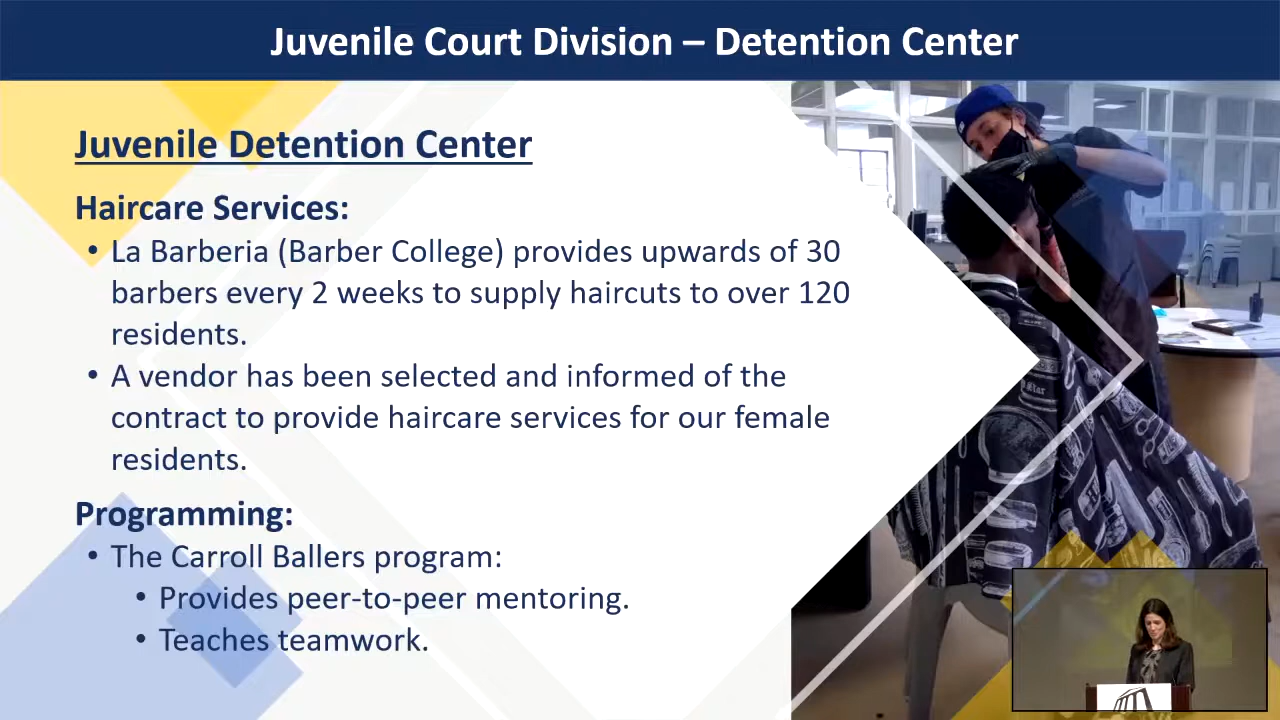 Juvenile Court Division – Detention Center
Juvenile Detention Center
Haircare Services:
• La Barberia (Barber College) provides upwards of 30
barbers every 2 weeks to supply haircuts to over 120
residents.
• A vendor has been selected and informed of the
contract to provide haircare services for our female
residents.
Programming:
• The Carroll Ballers program:
• Provides peer-to-peer mentoring.
• Teaches teamwork.